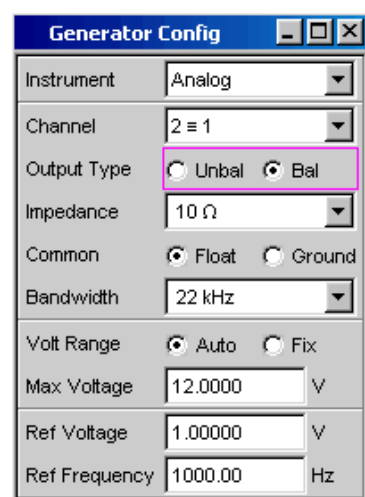 Generator Config
Instrument Analog
Channel 2 ≡ 1
Output Type Unbal Bal
Impedance 10 Ω
Common Float Ground
Bandwidth 22 kHz
Volt Range Auto Fix
Max Voltage 12.0000 V
Ref Voltage 1.00000 V
Ref Frequency 1000.00 Hz